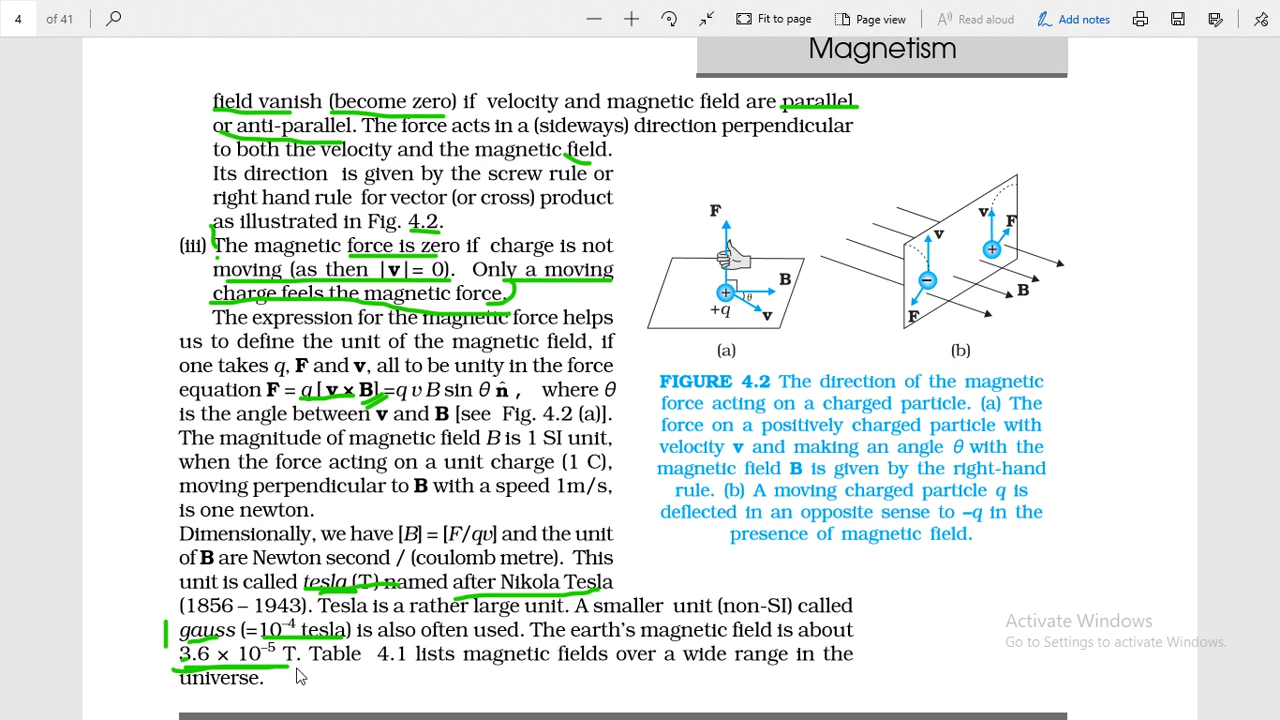 4 of 41 Fit to page Page view Read aloud Add notes
Magnetism
field vanish (become zero) if velocity and magnetic field are parallel
or anti-parallel. The force acts in a (sideways) direction perpendicular
to both the velocity and the magnetic field.
Its direction is given by the screw rule or
right hand rule for vector (or cross) product
as illustrated in Fig. 4.2.
(iii) The magnetic force is zero if charge is not
moving (as then |v|= 0). Only a moving
charge feels the magnetic force.
The expression for the magnetic force helps
us to define the unit of the magnetic field, if
one takes q, F and v, all to be unity in the force
equation F = q [ v × B] =q v B sin θ n̂ , where θ
is the angle between v and B [see Fig. 4.2 (a)].
The magnitude of magnetic field B is 1 SI unit,
when the force acting on a unit charge (1 C),
moving perpendicular to B with a speed 1m/s,
is one newton.
Dimensionally, we have [B] = [F/qv] and the unit
of B are Newton second / (coulomb metre). This
unit is called tesla (T) named after Nikola Tesla
(1856 – 1943). Tesla is a rather large unit. A smaller unit (non-SI) called
gauss (=10⁻⁴ tesla) is also often used. The earth's magnetic field is about
3.6 × 10⁻⁵ T. Table 4.1 lists magnetic fields over a wide range in the
universe.
F
B
θ
+
+q
v
(a)
v
F
+
v
−
B
F
(b)
FIGURE 4.2 The direction of the magnetic
force acting on a charged particle. (a) The
force on a positively charged particle with
velocity v and making an angle θ with the
magnetic field B is given by the right-hand
rule. (b) A moving charged particle q is
deflected in an opposite sense to –q in the
presence of magnetic field.
Activate Windows
Go to Settings to activate Windows.